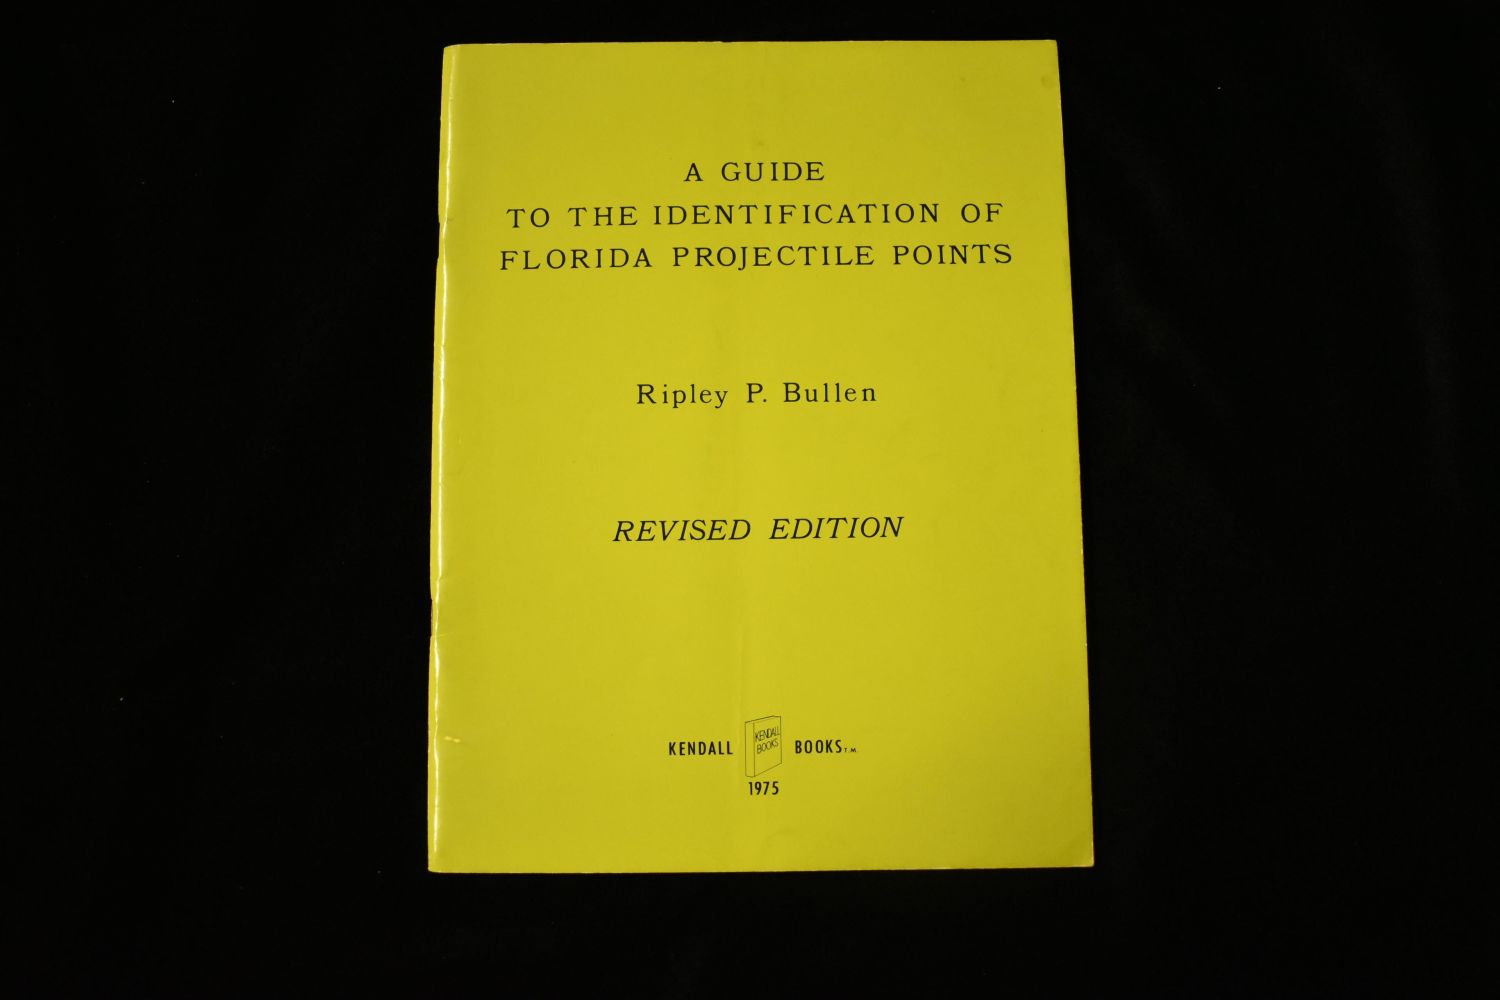 A GUIDE
TO THE IDENTIFICATION OF
FLORIDA PROJECTILE POINTS
Ripley P. Bullen
REVISED EDITION
KENDALL BOOKS T.M.
KENDALL
BOOKS
1975